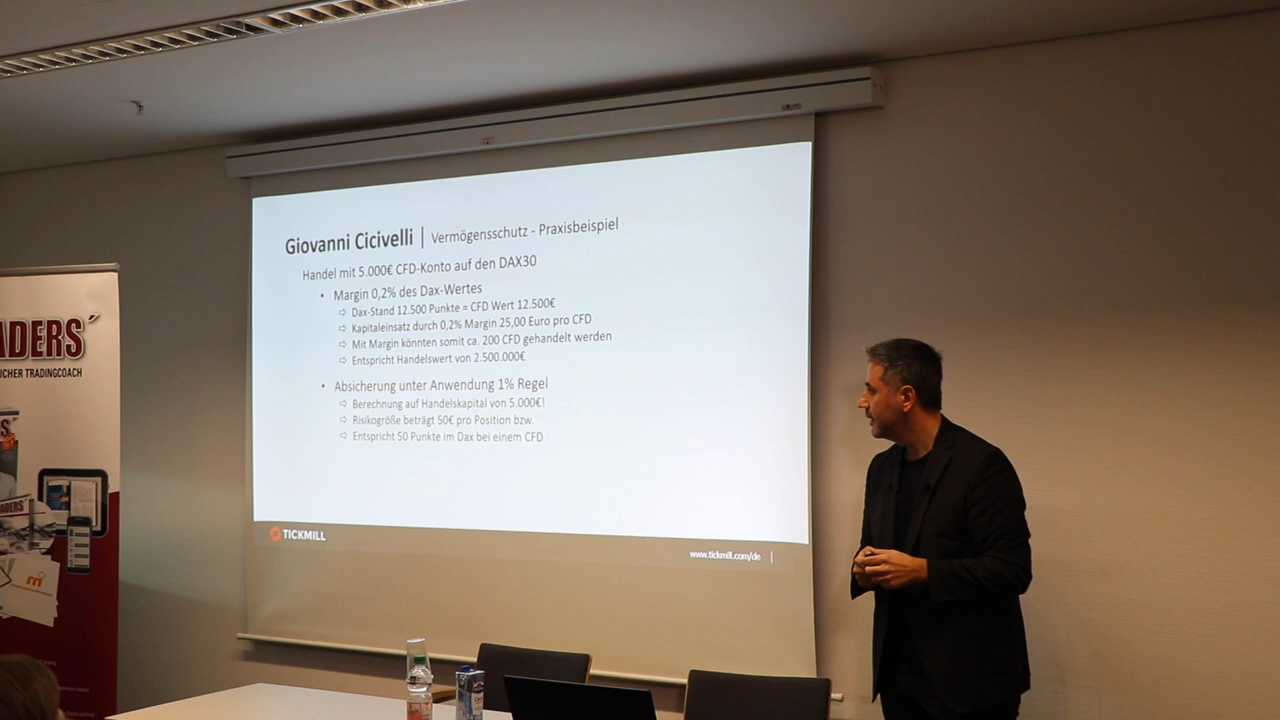 Giovanni Cicivelli | Vermögensschutz - Praxisbeispiel
Handel mit 5.000€ CFD-Konto auf den DAX30
• Margin 0,2% des Dax-Wertes
⇨ Dax-Stand 12.500 Punkte = CFD Wert 12.500€
⇨ Kapitaleinsatz durch 0,2% Margin 25,00 Euro pro CFD
⇨ Mit Margin könnten somit ca. 200 CFD gehandelt werden
⇨ Entspricht Handelswert von 2.500.000€
• Absicherung unter Anwendung 1% Regel
⇨ Berechnung auf Handelskapital von 5.000€!
⇨ Risikogröße beträgt 50€ pro Position bzw.
⇨ Entspricht 50 Punkte im Dax bei einem CFD
TICKMILL
www.tickmill.com/de |
ADERS´
UCHER TRADINGCOACH
ADERS´